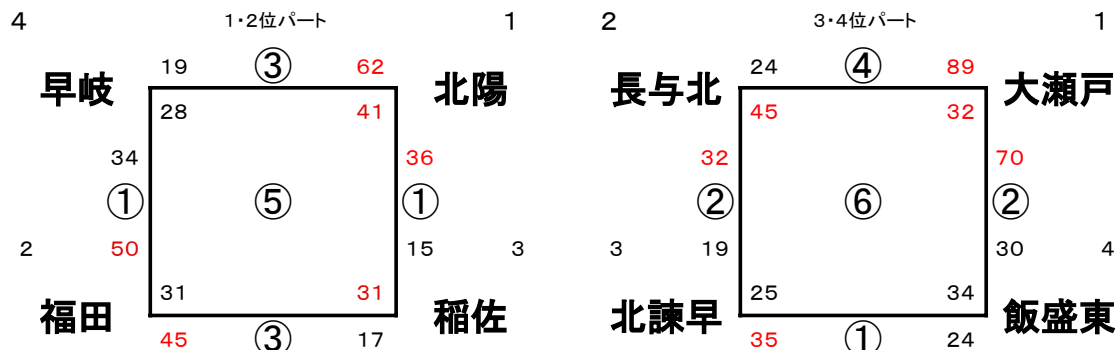 4 1・2位パート 1 2 3・4位パート 1
19 ③ 62 24 ④ 89
早岐 北陽 長与北 大瀬戸
28 41 45 32
34 36 32 70
① ⑤ ① ② ⑥ ②
2 50 15 3 3 19 30 4
31 31 25 34
福田 稲佐 北諫早 飯盛東
45 ③ 17 35 ① 24